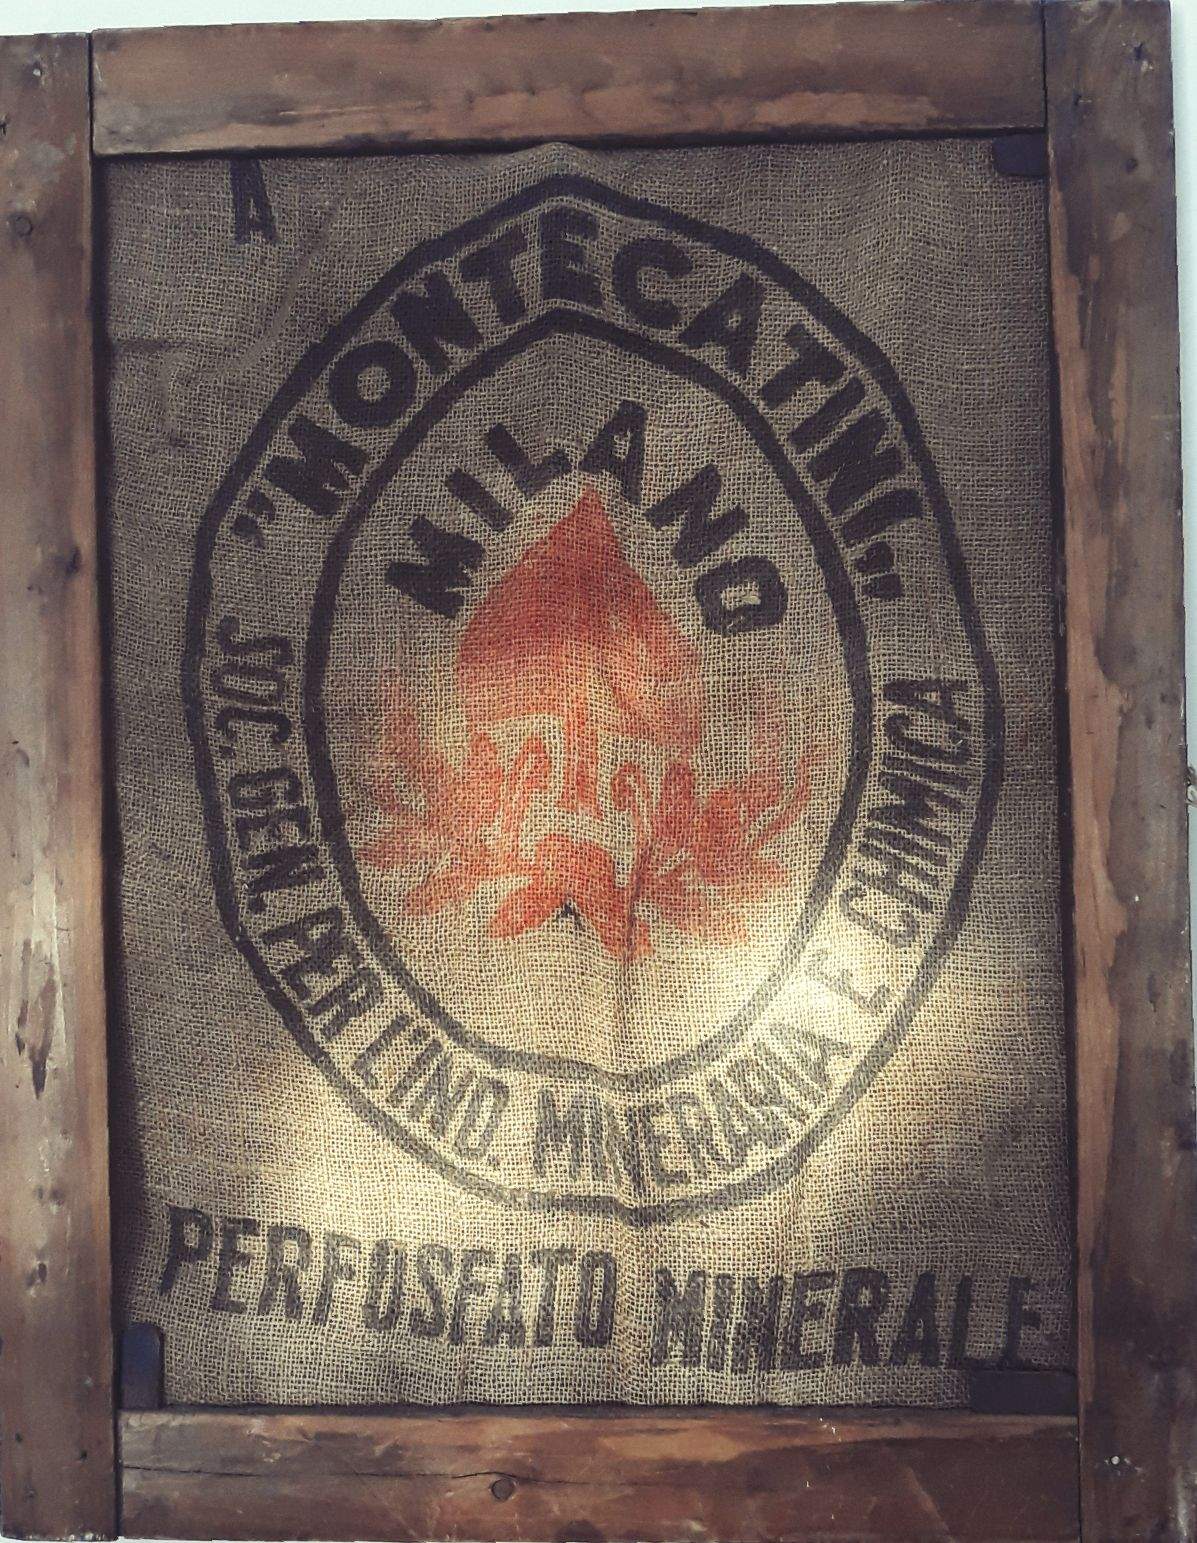 A
"MONTECATINI"
MILANO
SOC. GEN. PER L'IND. MINERARIA E CHIMICA
PERFOSFATO MINERALE